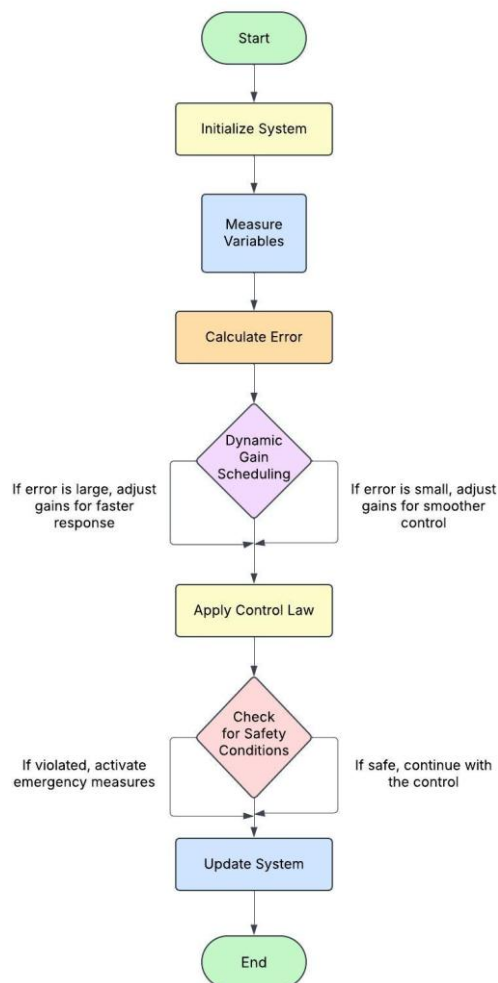 Start
Initialize System
Measure
Variables
Calculate Error
Dynamic
Gain
Scheduling
If error is large, adjust
gains for faster
response
If error is small, adjust
gains for smoother
control
Apply Control Law
Check
for Safety
Conditions
If violated, activate
emergency measures
If safe, continue with
the control
Update System
End